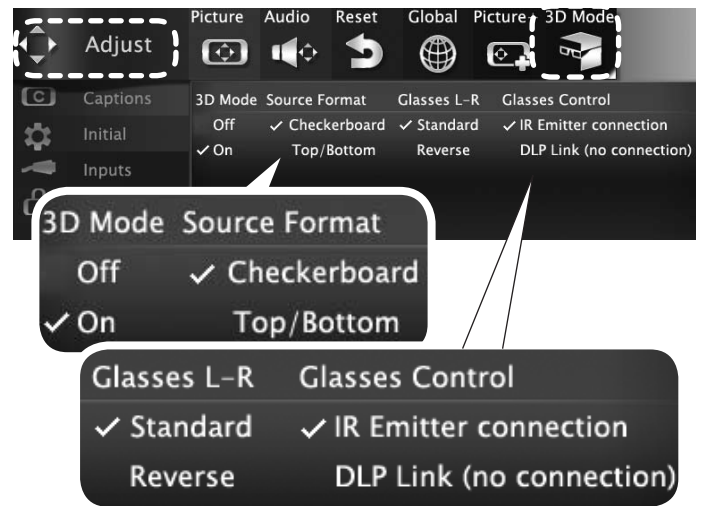 Picture Audio Reset Global Picture+ 3D Mode
Adjust
C Captions
Initial
Inputs
3D Mode Source Format Glasses L-R Glasses Control
Off ✓ Checkerboard ✓ Standard ✓ IR Emitter connection
✓ On Top/Bottom Reverse DLP Link (no connection)
3D Mode Source Format
Off ✓ Checkerboard
✓ On Top/Bottom
Glasses L-R Glasses Control
✓ Standard ✓ IR Emitter connection
Reverse DLP Link (no connection)